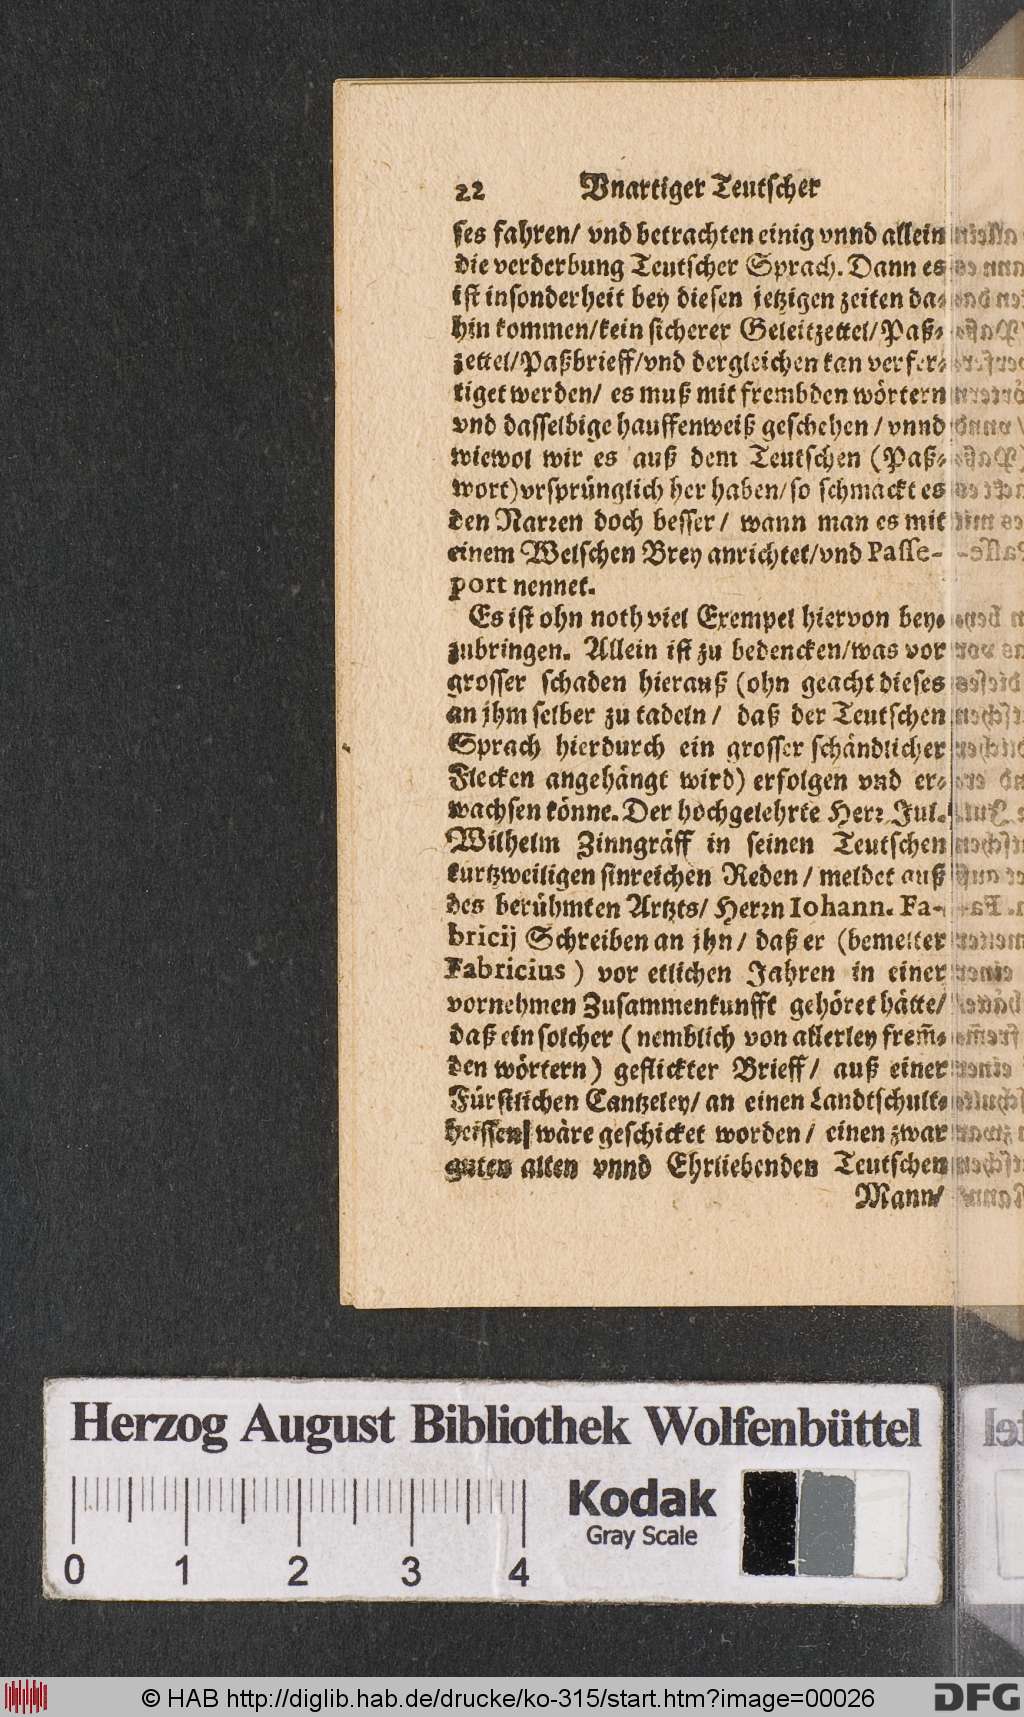 22 Vnartiger Teutscher
ses fahren/ vnd betrachten einig vnnd allein
die verderbung Teutscher Sprach. Dann es
ist insonderheit bey diesen jetzigen zeiten da-
hin kommen/kein sicherer Geleitzettel/Paß-
zettel/Paßbrieff/vnd dergleichen kan verfer-
tiget werden/ es muß mit frembden wörtern
vnd dasselbige hauffenweiß geschehen/ vnnd
wiewol wir es auß dem Teutschen (Paß-
wort) vrsprünglich her haben/so schmäckt es
den Narren doch besser/ wann man es mit
einem Welschen Brey anrichtet/vnd Passe-
port nennet.
Es ist ohn noth viel Exempel hiervon bey-
zubringen. Allein ist zu bedencken/was vor
grosser schaden hierauß (ohn geacht dieses
an jhm selber zu tadeln/ daß der Teutschen
Sprach hierdurch ein grosser schändlicher
Flecken angehängt wird) erfolgen vnd er-
wachsen könne. Der hochgelehrte Herr Jul.
Wilhelm Zinngräff in seinen Teutschen
kurtzweiligen sinreichen Reden/ meldet auß
des berühmten Artzts/ Herrn Iohann. Fa-
bricij Schreiben an jhn/ daß er (bemelter
Fabricius) vor etlichen Jahren in einer
vornehmen Zusammenkunfft gehöret hätte/
daß ein solcher (nemblich von allerley frem̃-
den wörtern) geflickter Brieff/ auß einer
Fürstlichen Cantzeley/ an einen Landtschult-
heissen/ wäre geschicket worden/ einen zwar
guten alten vnnd Ehrliebenden Teutschen
Mann/
Herzog August Bibliothek Wolfenbüttel
0 1 2 3 4
Kodak
Gray Scale
© HAB http://diglib.hab.de/drucke/ko-315/start.htm?image=00026
DFG